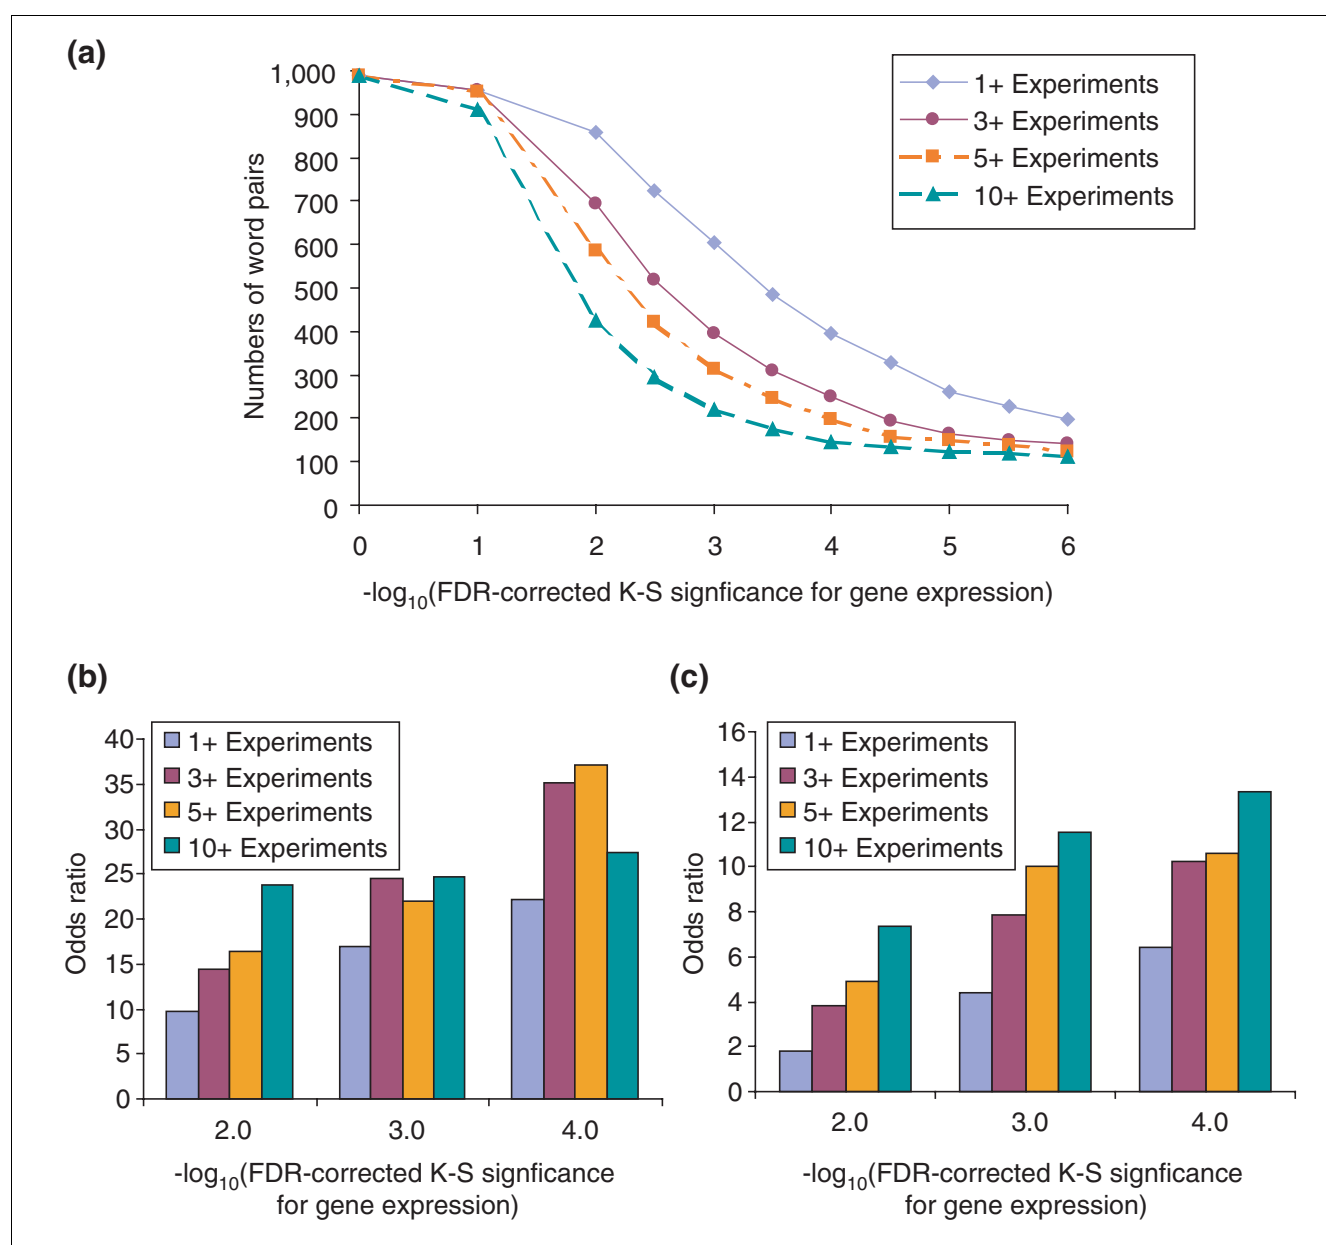 (a)
1,000
900
800
700
600
500
400
300
200
100
0
Numbers of word pairs
1+ Experiments
3+ Experiments
5+ Experiments
10+ Experiments
0 1 2 3 4 5 6
-log10(FDR-corrected K-S signficance for gene expression)
(b)
40
35
30
25
20
15
10
5
0
Odds ratio
1+ Experiments
3+ Experiments
5+ Experiments
10+ Experiments
2.0 3.0 4.0
-log10(FDR-corrected K-S signficance
for gene expression)
(c)
16
14
12
10
8
6
4
2
0
Odds ratio
1+ Experiments
3+ Experiments
5+ Experiments
10+ Experiments
2.0 3.0 4.0
-log10(FDR-corrected K-S signficance
for gene expression)